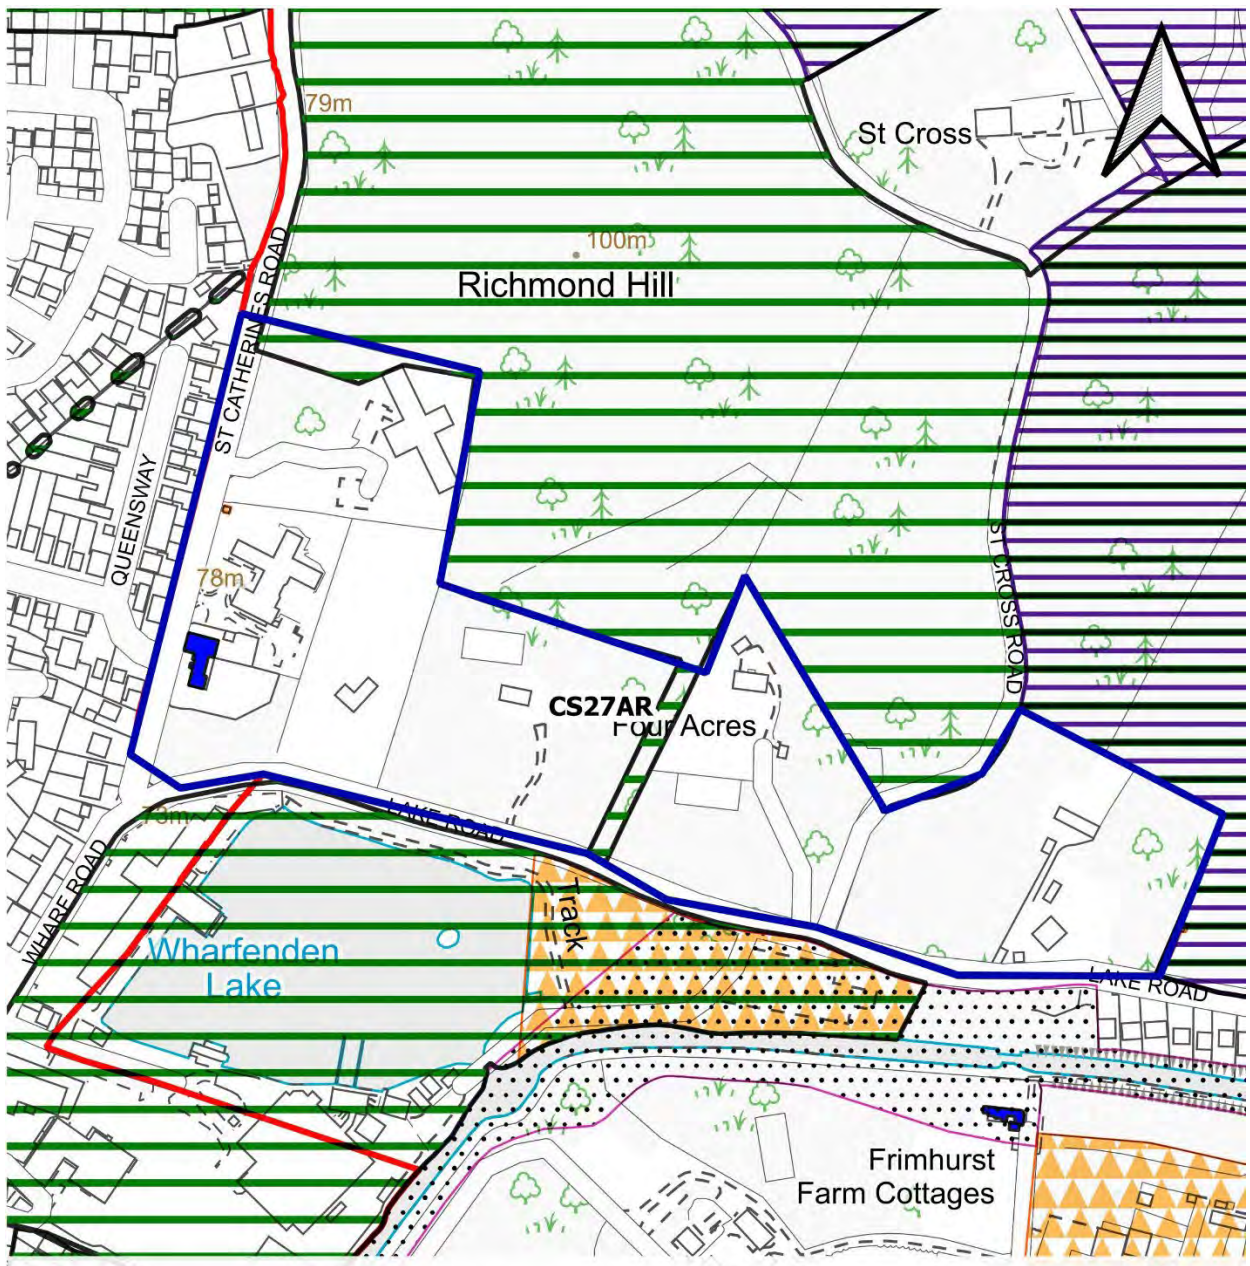 79m
St Cross
100m
Richmond Hill
ST CATHERINES ROAD
QUEENSWAY
78m
ST CROSS ROAD
CS27AR
Four Acres
73m
LAKE ROAD
WHARF ROAD
Track
Wharfenden
Lake
LAKE ROAD
Frimhurst
Farm Cottages